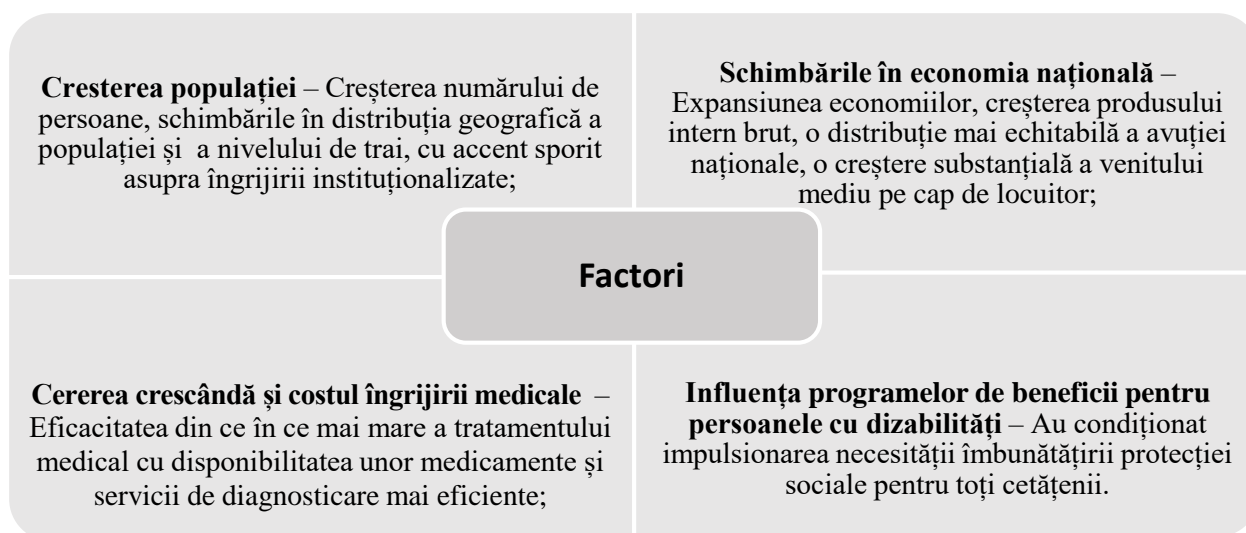 Cresterea populației – Creșterea numărului de
persoane, schimbările în distribuția geografică a
populației și  a nivelului de trai, cu accent sporit
asupra îngrijirii instituționalizate;
Schimbările în economia națională –
Expansiunea economiilor, creșterea produsului
intern brut, o distribuție mai echitabilă a avuției
naționale, o creștere substanțială a venitului
mediu pe cap de locuitor;
Factori
Cererea crescândă și costul îngrijirii medicale –
Eficacitatea din ce în ce mai mare a tratamentului
medical cu disponibilitatea unor medicamente și
servicii de diagnosticare mai eficiente;
Influența programelor de beneficii pentru
persoanele cu dizabilități – Au condiționat
impulsionarea necesității îmbunătățirii protecției
sociale pentru toți cetățenii.